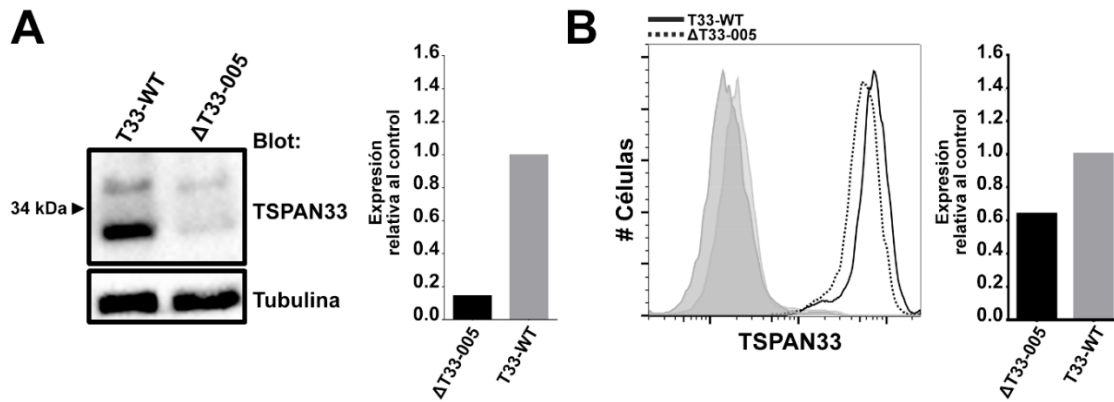 A
T33-WT
ΔT33-005
Blot:
34 kDa
TSPAN33
Tubulina
Expresión
relativa al control
1.6
1.4
1.2
1.0
0.8
0.6
0.4
0.2
0.0
ΔT33-005
T33-WT
B
T33-WT
ΔT33-005
# Células
TSPAN33
Expresión
relativa al control
1.6
1.4
1.2
1.0
0.8
0.6
0.4
0.2
0.0
ΔT33-005
T33-WT